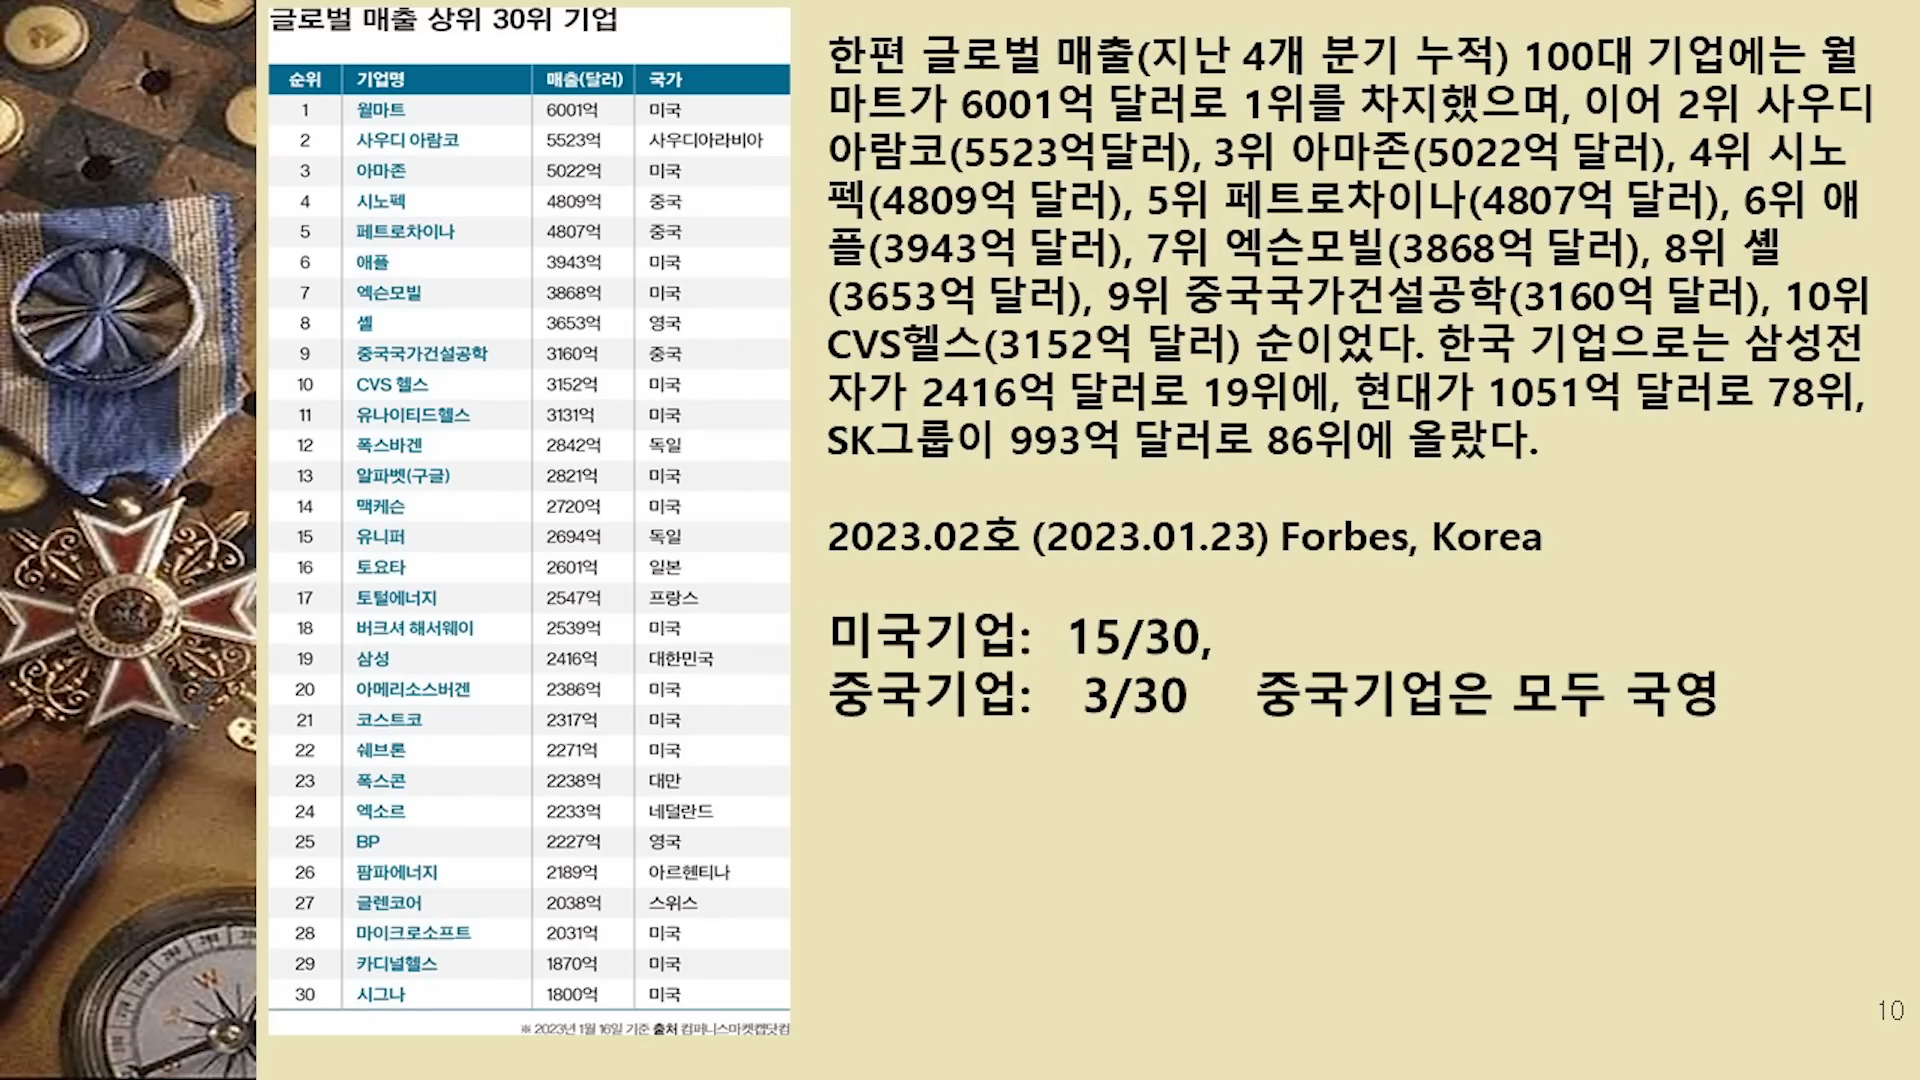 글로벌 매출 상위 30위 기업
순위 기업명 매출(달러) 국가
1 월마트 6001억 미국
2 사우디 아람코 5523억 사우디아라비아
3 아마존 5022억 미국
4 시노펙 4809억 중국
5 페트로차이나 4807억 중국
6 애플 3943억 미국
7 엑슨모빌 3868억 미국
8 셸 3653억 영국
9 중국국가건설공학 3160억 중국
10 CVS 헬스 3152억 미국
11 유나이티드헬스 3131억 미국
12 폭스바겐 2842억 독일
13 알파벳(구글) 2821억 미국
14 맥케슨 2720억 미국
15 유니퍼 2694억 독일
16 토요타 2601억 일본
17 토털에너지 2547억 프랑스
18 버크셔 해서웨이 2539억 미국
19 삼성 2416억 대한민국
20 아메리소스버겐 2386억 미국
21 코스트코 2317억 미국
22 쉐브론 2271억 미국
23 폭스콘 2238억 대만
24 엑소르 2233억 네덜란드
25 BP 2227억 영국
26 팜파에너지 2189억 아르헨티나
27 글렌코어 2038억 스위스
28 마이크로소프트 2031억 미국
29 카디널헬스 1870억 미국
30 시그나 1800억 미국
※ 2023년 1월 16일 기준 출처 컴퍼니스마켓캡닷컴
한편 글로벌 매출(지난 4개 분기 누적) 100대 기업에는 월
마트가 6001억 달러로 1위를 차지했으며, 이어 2위 사우디
아람코(5523억달러), 3위 아마존(5022억 달러), 4위 시노
펙(4809억 달러), 5위 페트로차이나(4807억 달러), 6위 애
플(3943억 달러), 7위 엑슨모빌(3868억 달러), 8위 셸
(3653억 달러), 9위 중국국가건설공학(3160억 달러), 10위
CVS헬스(3152억 달러) 순이었다. 한국 기업으로는 삼성전
자가 2416억 달러로 19위에, 현대가 1051억 달러로 78위,
SK그룹이 993억 달러로 86위에 올랐다.
2023.02호 (2023.01.23) Forbes, Korea
미국기업: 15/30,
중국기업: 3/30 중국기업은 모두 국영
10